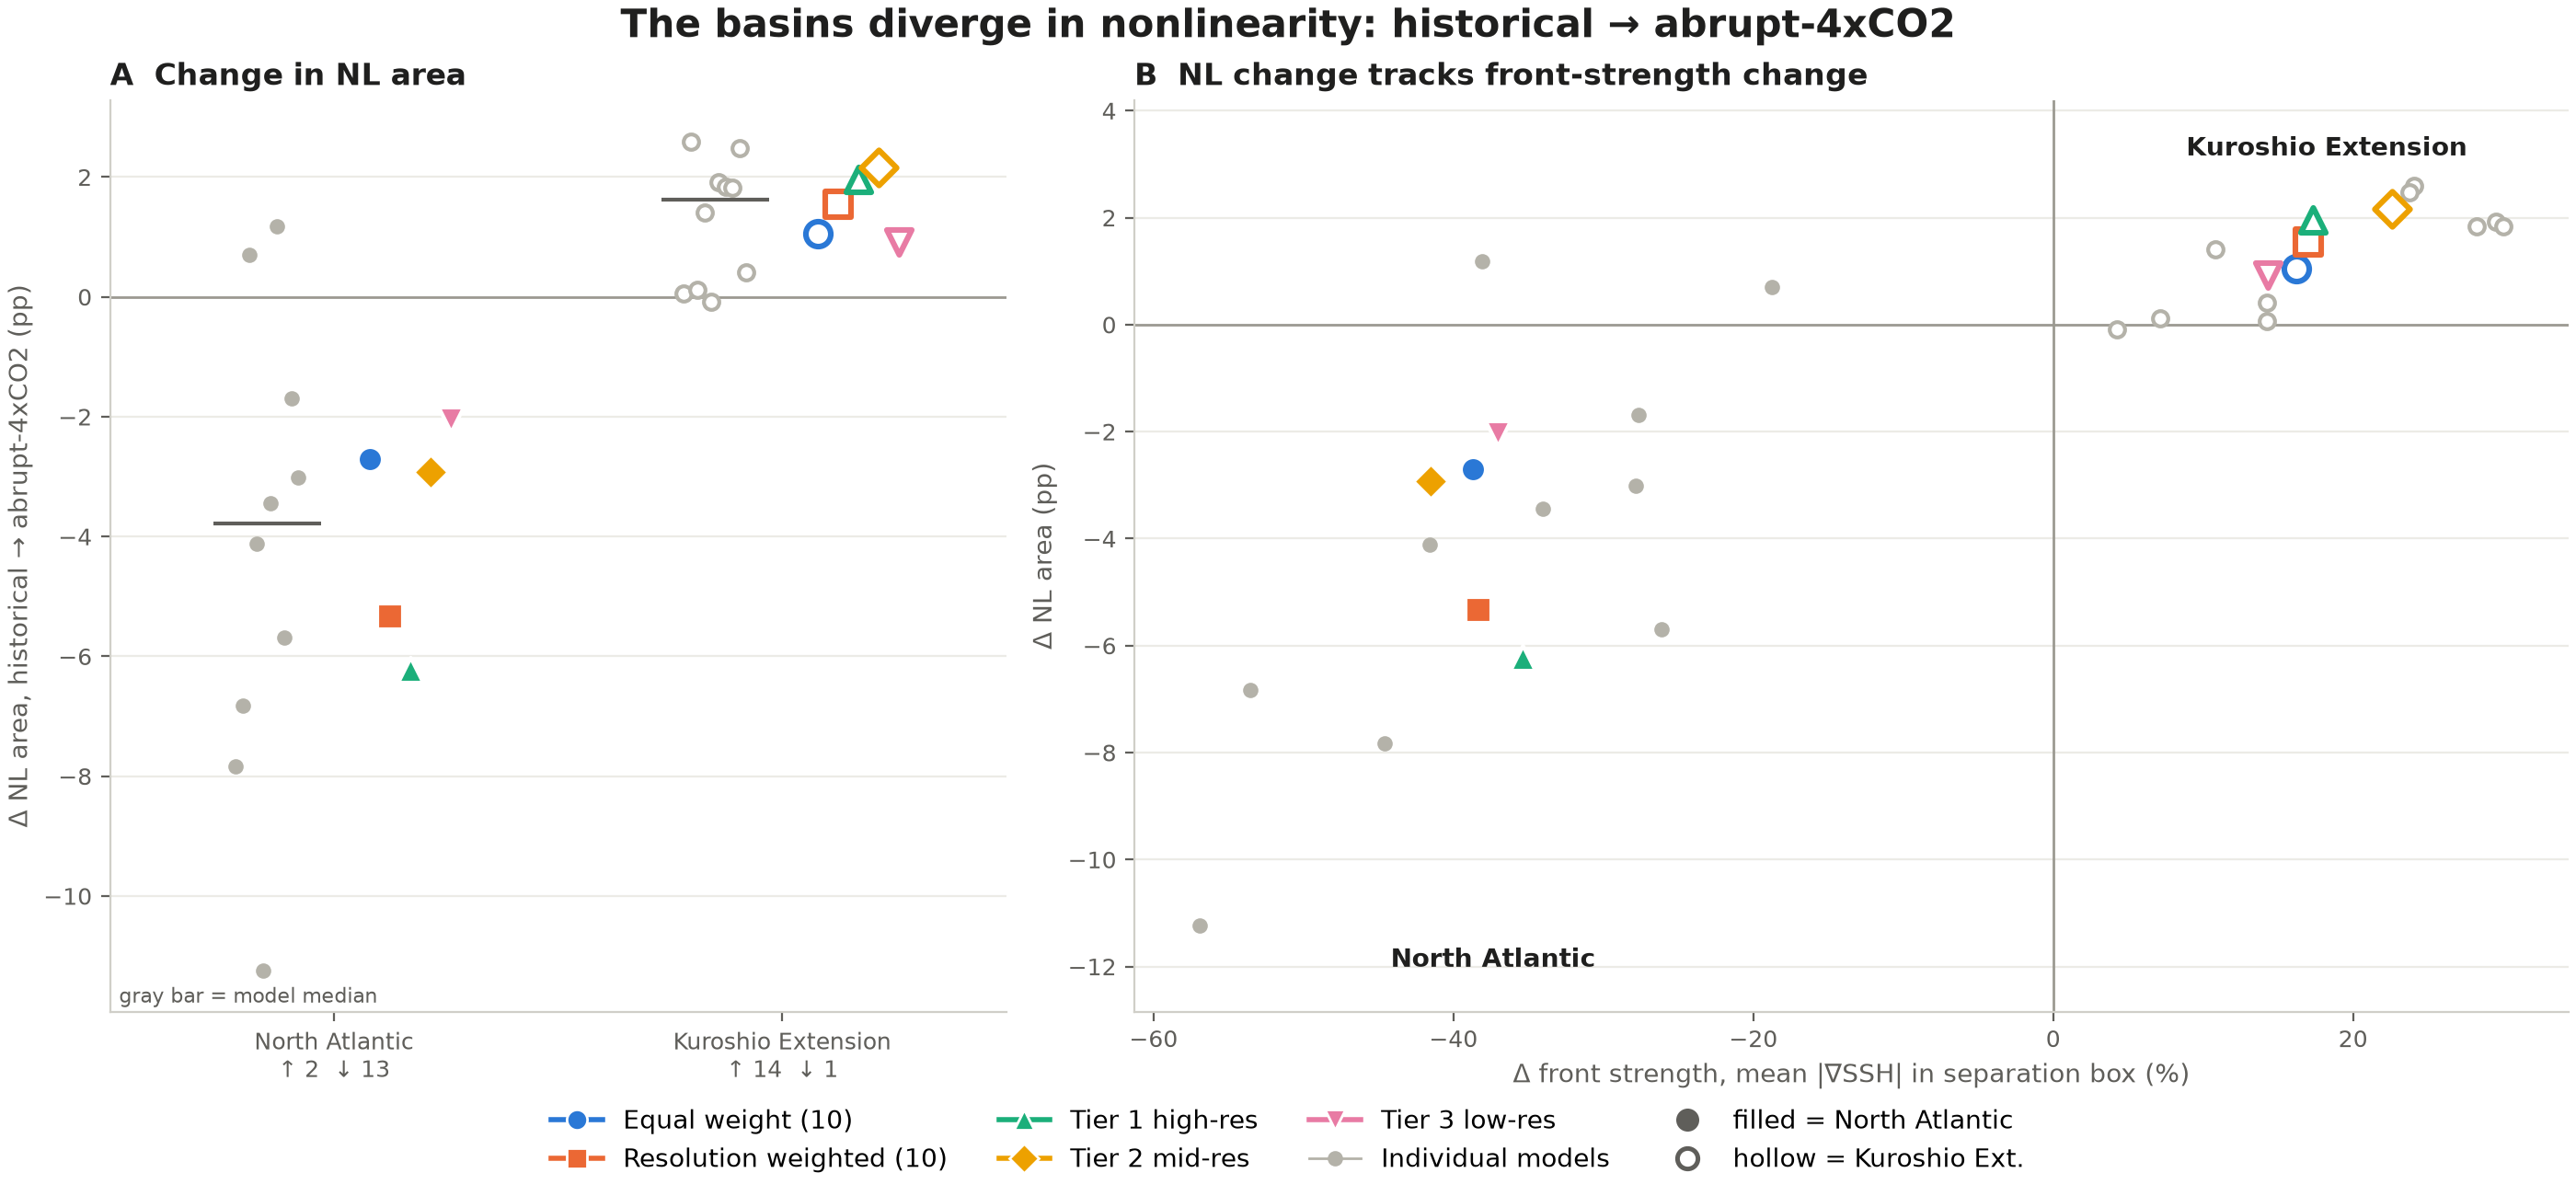 The basins diverge in nonlinearity: historical → abrupt-4xCO2
A Change in NL area
Δ NL area, historical → abrupt-4xCO2 (pp)
2
0
−2
−4
−6
−8
−10
gray bar = model median
North Atlantic
↑ 2 ↓ 13
Kuroshio Extension
↑ 14 ↓ 1
B NL change tracks front-strength change
Δ NL area (pp)
4
2
0
−2
−4
−6
−8
−10
−12
Kuroshio Extension
North Atlantic
−60
−40
−20
0
20
Δ front strength, mean |∇SSH| in separation box (%)
Equal weight (10)
Resolution weighted (10)
Tier 1 high-res
Tier 2 mid-res
Tier 3 low-res
Individual models
filled = North Atlantic
hollow = Kuroshio Ext.